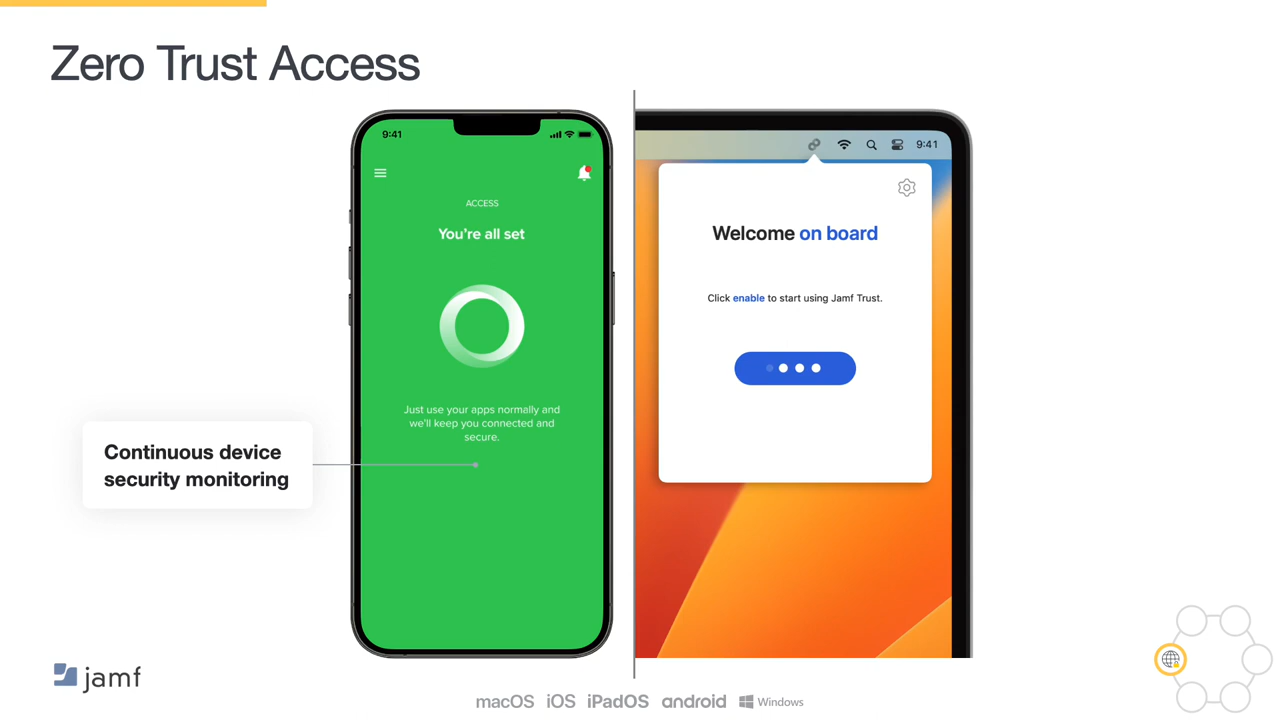 Zero Trust Access
9:41
ACCESS
You're all set
Just use your apps normally and
we'll keep you connected and
secure.
Continuous device
security monitoring
9:41
Welcome on board
Click enable to start using Jamf Trust.
jamf
macOS iOS iPadOS android Windows